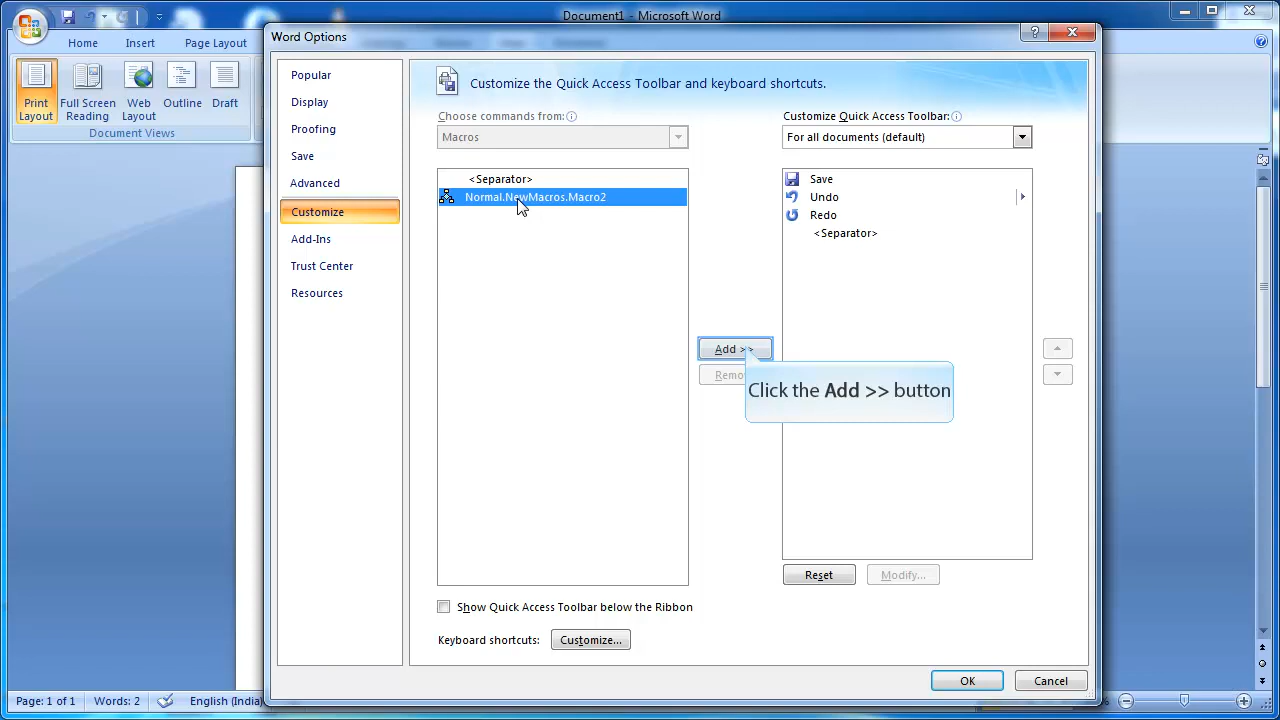 Document1 - Microsoft Word
Word Options
Home
Insert
Page Layout
Print Layout
Full Screen Reading
Web Layout
Outline
Draft
Document Views
Popular
Display
Proofing
Save
Advanced
Customize
Add-Ins
Trust Center
Resources
Customize the Quick Access Toolbar and keyboard shortcuts.
Choose commands from:
Macros
<Separator>
Normal.NewMacros.Macro2
Add >>
Click the Add >> button
Customize Quick Access Toolbar:
For all documents (default)
Save
Undo
Redo
<Separator>
Reset
Modify...
Show Quick Access Toolbar below the Ribbon
Keyboard shortcuts:
Customize...
OK
Cancel
Page: 1 of 1
Words: 2
English (India)